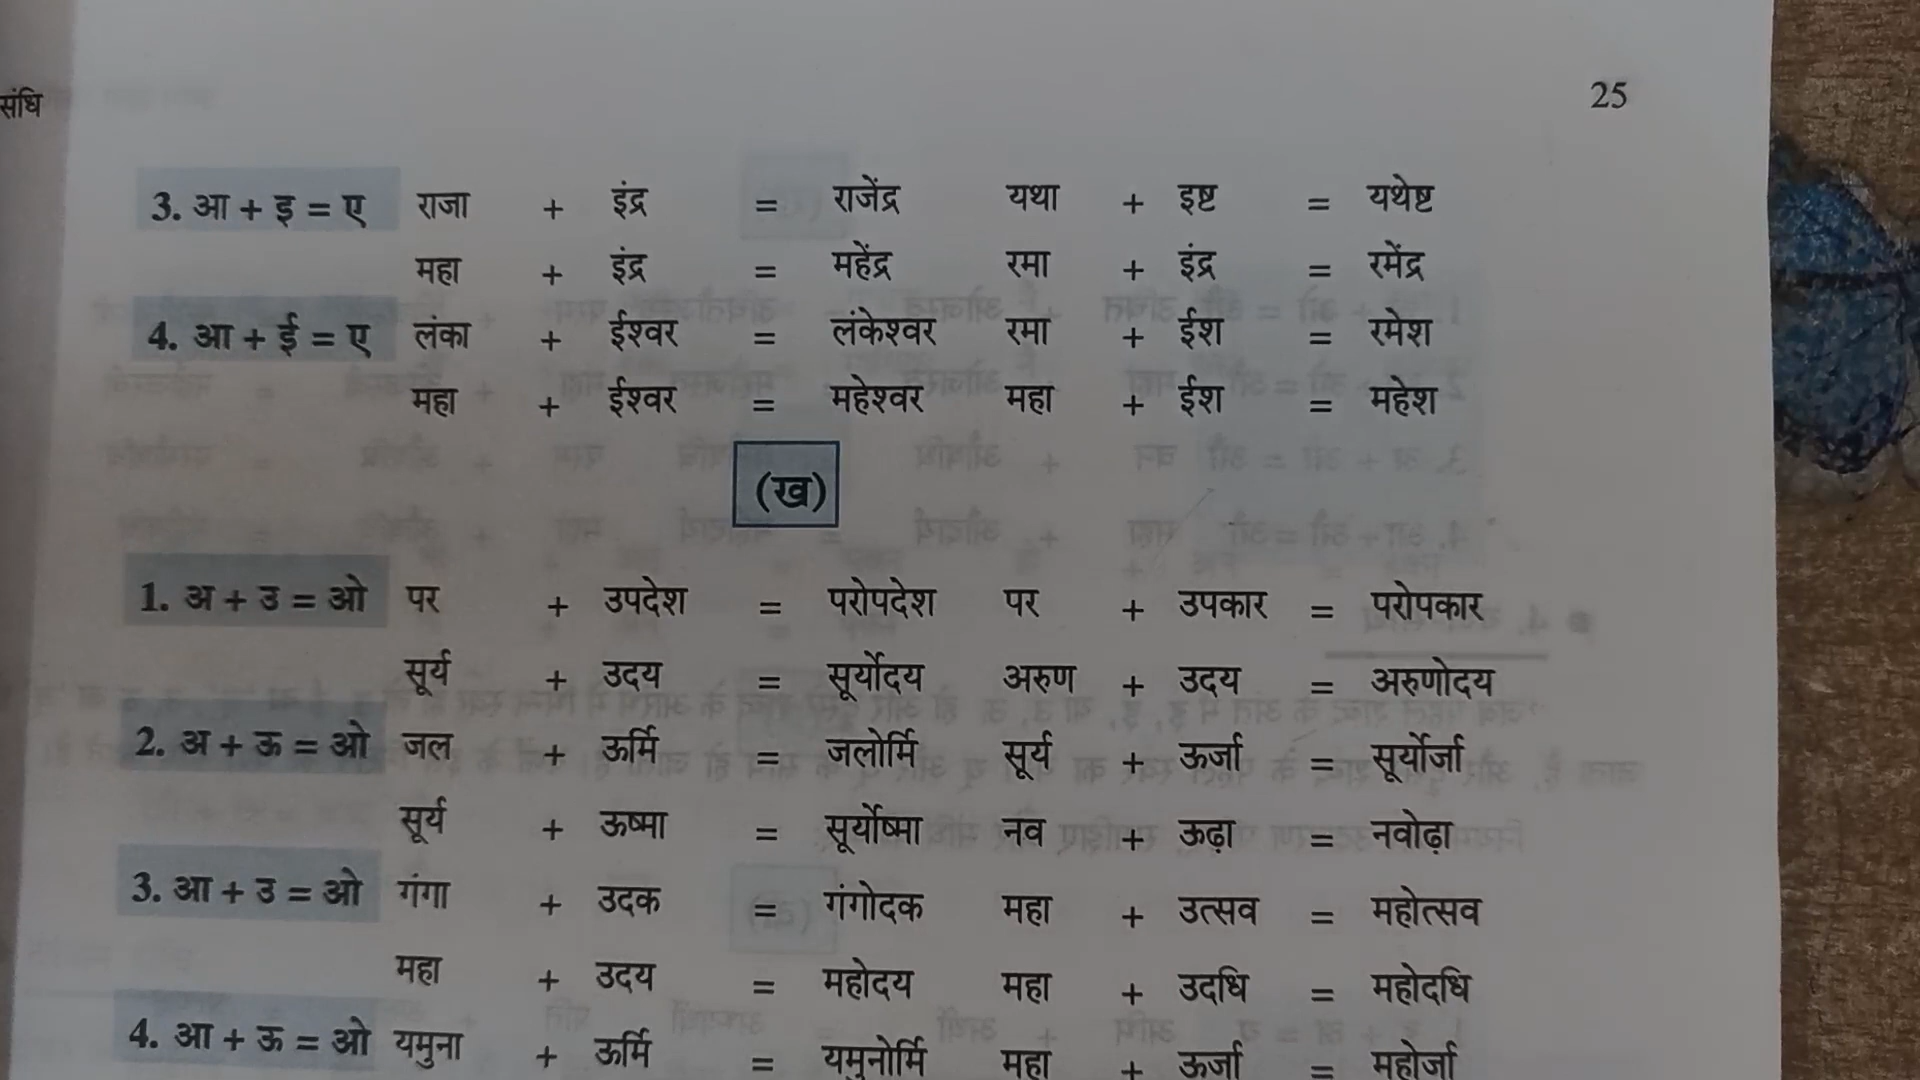 संधि 25
3. आ + इ = ए राजा + इंद्र = राजेंद्र यथा + इष्ट = यथेष्ट
महा + इंद्र = महेंद्र रमा + इंद्र = रमेंद्र
4. आ + ई = ए लंका + ईश्वर = लंकेश्वर रमा + ईश = रमेश
महा + ईश्वर = महेश्वर महा + ईश = महेश
(ख)
1. अ + उ = ओ पर + उपदेश = परोपदेश पर + उपकार = परोपकार
सूर्य + उदय = सूर्योदय अरुण + उदय = अरुणोदय
2. अ + ऊ = ओ जल + ऊर्मि = जलोर्मि सूर्य + ऊर्जा = सूर्योर्जा
सूर्य + ऊष्मा = सूर्योष्मा नव + ऊढ़ा = नवोढ़ा
3. आ + उ = ओ गंगा + उदक = गंगोदक महा + उत्सव = महोत्सव
महा + उदय = महोदय महा + उदधि = महोदधि
4. आ + ऊ = ओ यमुना + ऊर्मि = यमुनोर्मि महा + ऊर्जा = महोर्जा